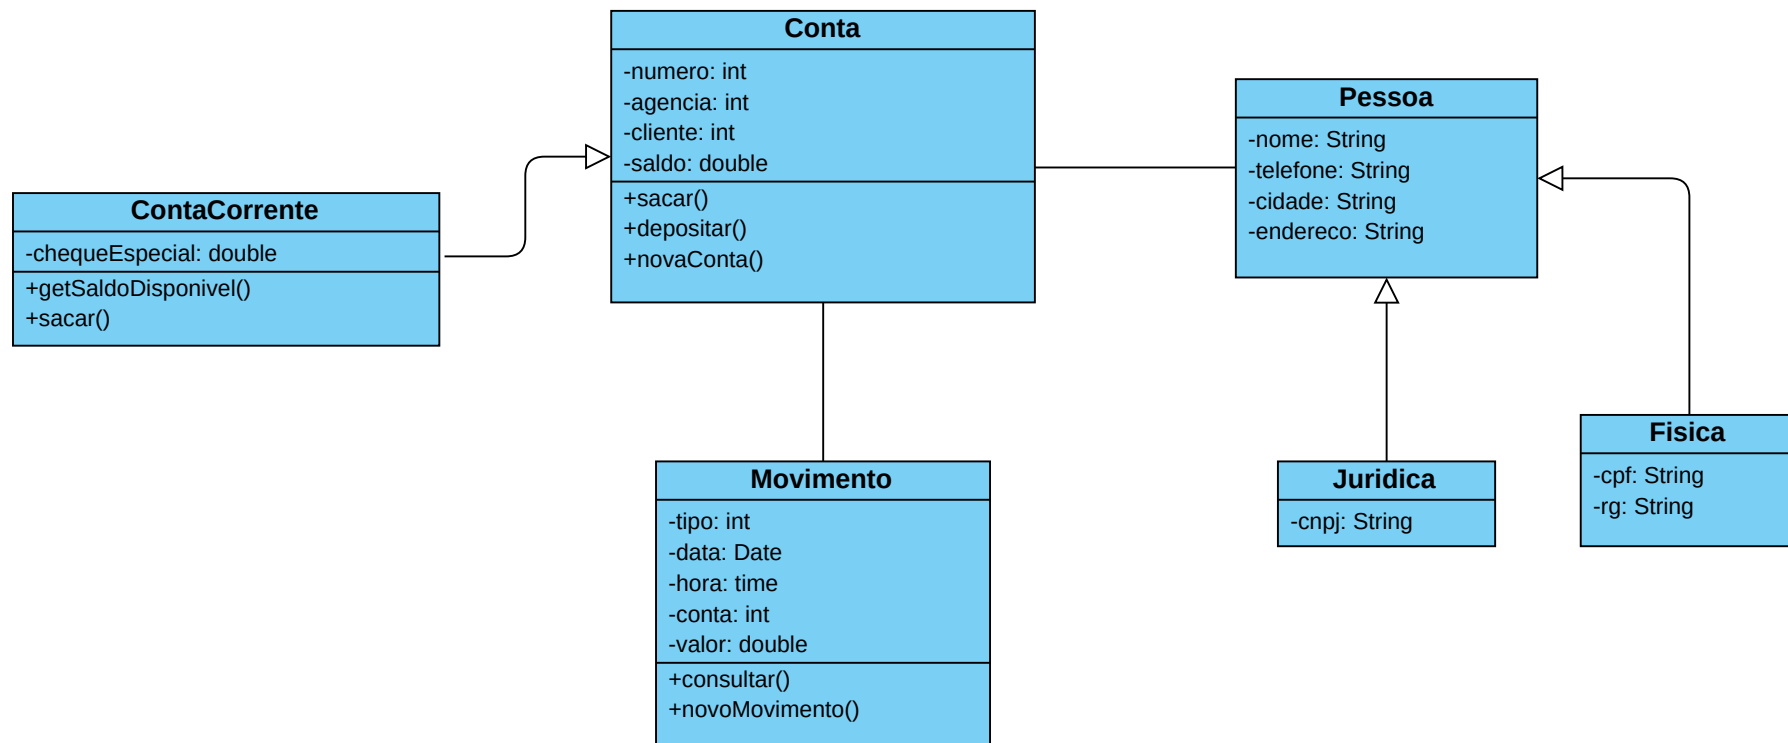 Conta
-numero: int
-agencia: int
-cliente: int
-saldo: double
+sacar()
+depositar()
+novaConta()
Pessoa
-nome: String
-telefone: String
-cidade: String
-endereco: String
ContaCorrente
-chequeEspecial: double
+getSaldoDisponivel()
+sacar()
Movimento
-tipo: int
-data: Date
-hora: time
-conta: int
-valor: double
+consultar()
+novoMovimento()
Juridica
-cnpj: String
Fisica
-cpf: String
-rg: String